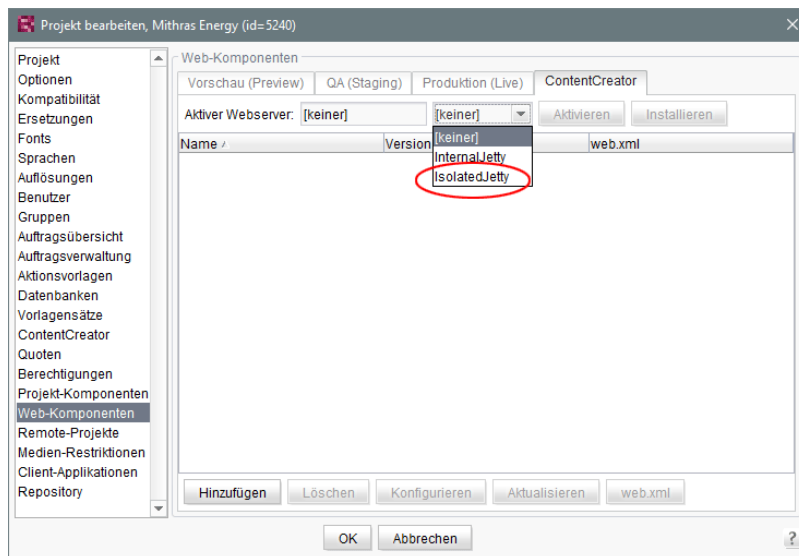 Projekt bearbeiten, Mithras Energy (id=5240)
Projekt
Optionen
Kompatibilität
Ersetzungen
Fonts
Sprachen
Auflösungen
Benutzer
Gruppen
Auftragsübersicht
Auftragsverwaltung
Aktionsvorlagen
Datenbanken
Vorlagensätze
ContentCreator
Quoten
Berechtigungen
Projekt-Komponenten
Web-Komponenten
Remote-Projekte
Medien-Restriktionen
Client-Applikationen
Repository
Web-Komponenten
Vorschau (Preview) QA (Staging) Produktion (Live) ContentCreator
Aktiver Webserver: [keiner] [keiner] Aktivieren Installieren
Name Version web.xml
[keiner]
InternalJetty
IsolatedJetty
Hinzufügen Löschen Konfigurieren Aktualisieren web.xml
OK Abbrechen ?